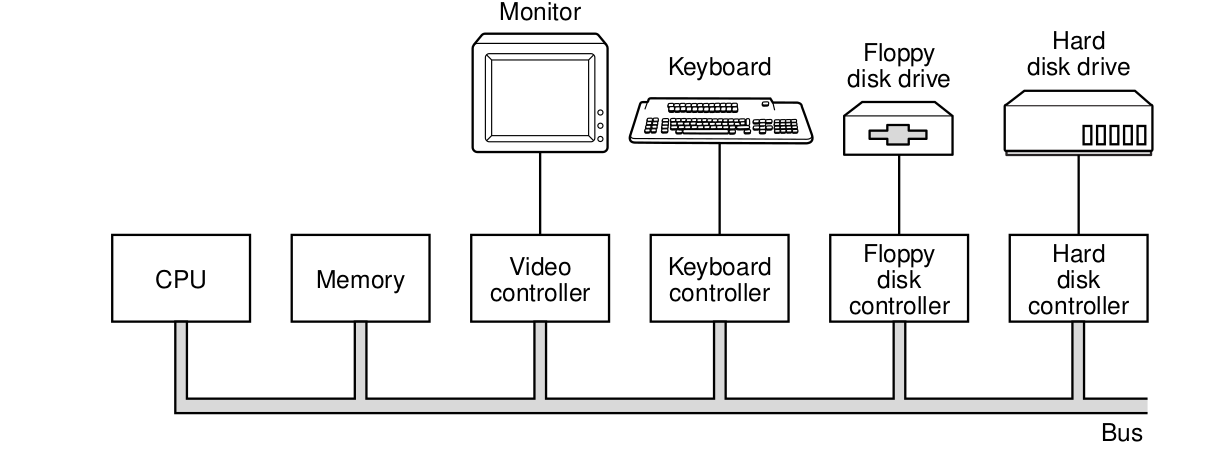 Monitor
Keyboard
Floppy
disk drive
Hard
disk drive
CPU
Memory
Video
controller
Keyboard
controller
Floppy
disk
controller
Hard
disk
controller
Bus